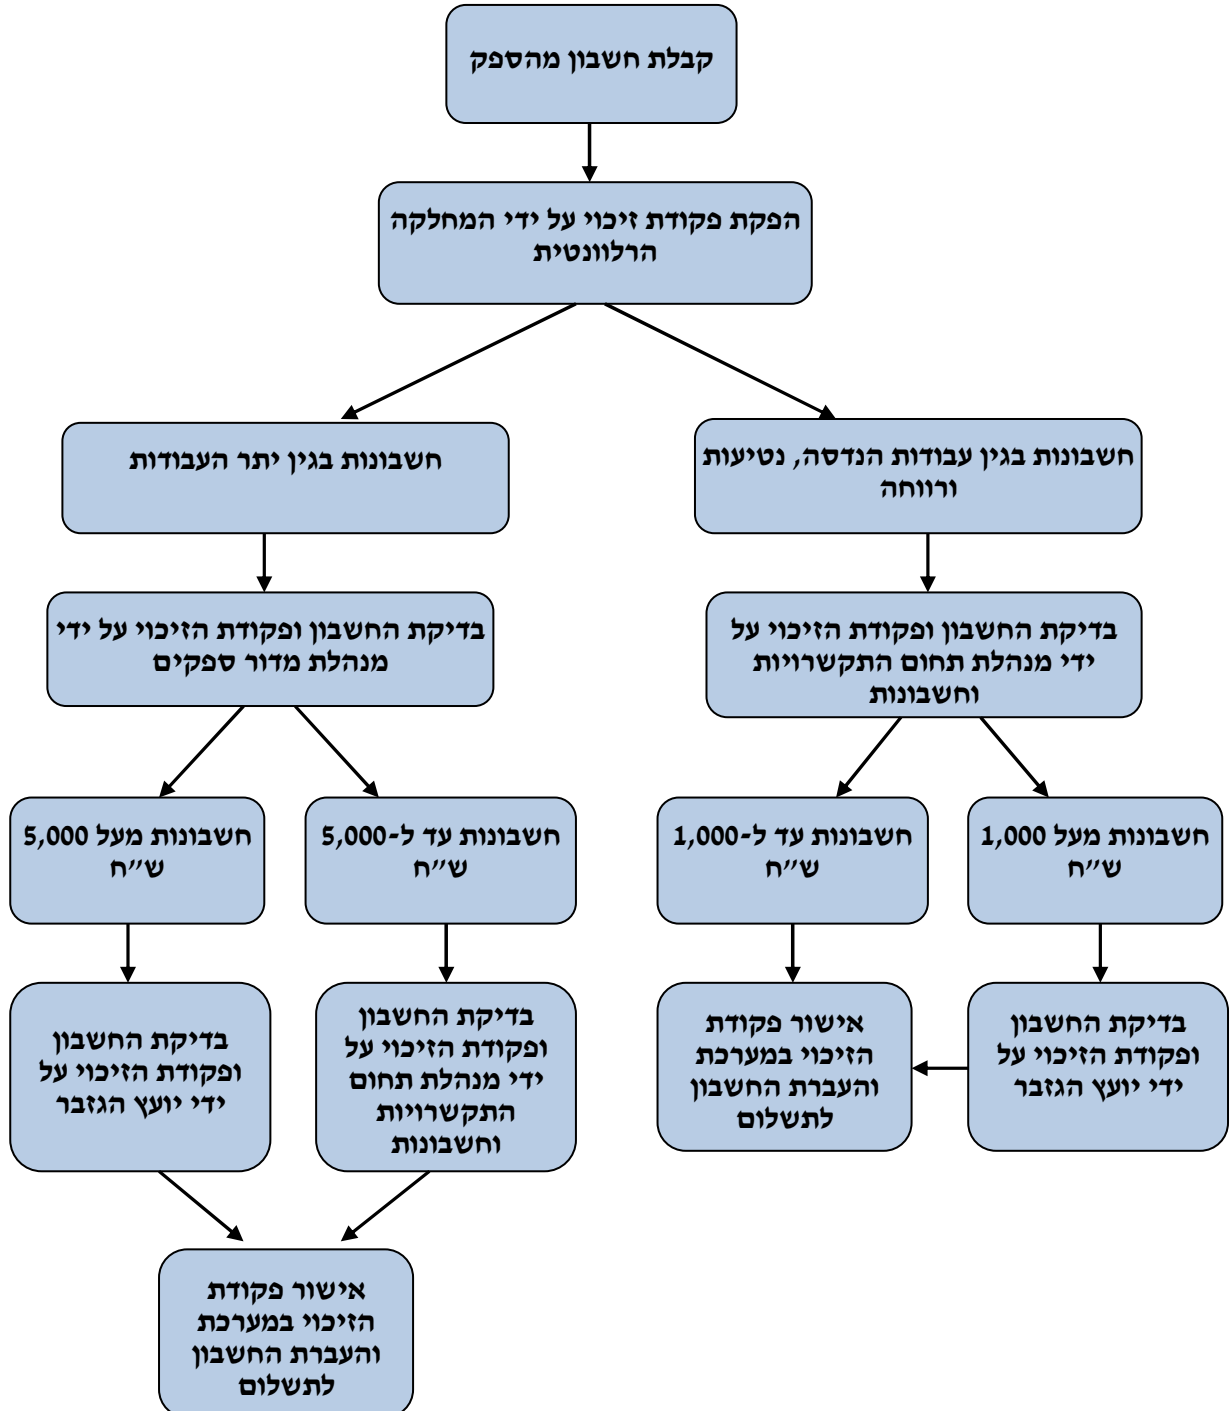 קבלת חשבון מהספק
הפקת פקודת זיכוי על ידי המחלקה
הרלוונטית
חשבונות בגין עבודות הנדסה, נטיעות
ורווחה
חשבונות בגין יתר העבודות
בדיקת החשבון ופקודת הזיכוי על
ידי מנהלת תחום התקשרויות
וחשבונות
בדיקת החשבון ופקודת הזיכוי על ידי
מנהלת מדור ספקים
חשבונות מעל 1,000
ש״ח
חשבונות עד ל-1,000
ש״ח
חשבונות עד ל-5,000
ש״ח
חשבונות מעל 5,000
ש״ח
בדיקת החשבון
ופקודת הזיכוי על
ידי יועץ הגזבר
אישור פקודת
הזיכוי במערכת
והעברת החשבון
לתשלום
בדיקת החשבון
ופקודת הזיכוי על
ידי מנהלת תחום
התקשרויות
וחשבונות
בדיקת החשבון
ופקודת הזיכוי על
ידי יועץ הגזבר
אישור פקודת
הזיכוי במערכת
והעברת החשבון
לתשלום